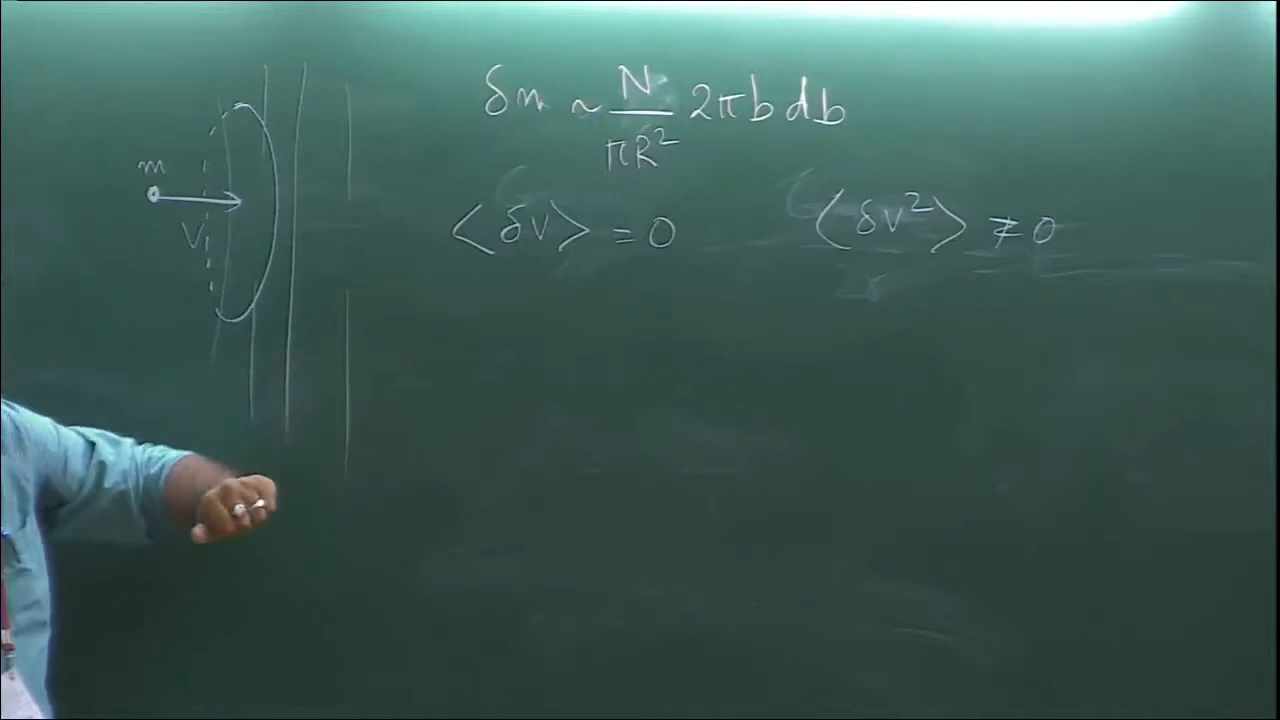 δn ~ N/πR² 2πb db
m
V
⟨δv⟩ = 0 ⟨δv²⟩ ≠ 0